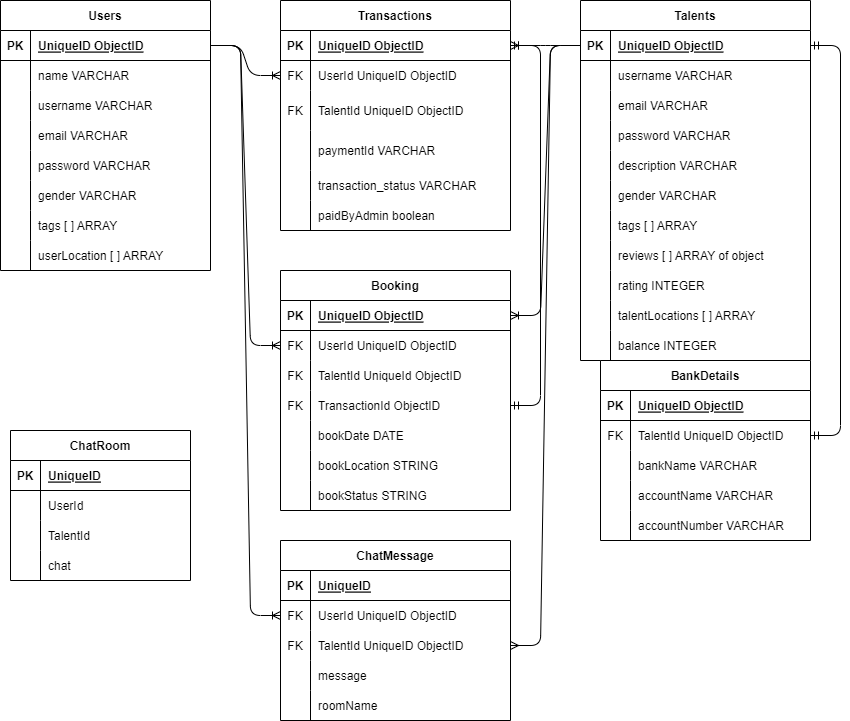 Users
PK UniqueID ObjectID
name VARCHAR
username VARCHAR
email VARCHAR
password VARCHAR
gender VARCHAR
tags [ ] ARRAY
userLocation [ ] ARRAY
Transactions
PK UniqueID ObjectID
FK UserId UniqueID ObjectID
FK TalentId UniqueID ObjectID
paymentId VARCHAR
transaction_status VARCHAR
paidByAdmin boolean
Talents
PK UniqueID ObjectID
username VARCHAR
email VARCHAR
password VARCHAR
description VARCHAR
gender VARCHAR
tags [ ] ARRAY
reviews [ ] ARRAY of object
rating INTEGER
talentLocations [ ] ARRAY
balance INTEGER
Booking
PK UniqueID ObjectID
FK UserId UniqueID ObjectID
FK TalentId UniqueId ObjectID
FK TransactionId ObjectID
bookDate DATE
bookLocation STRING
bookStatus STRING
BankDetails
PK UniqueID ObjectID
FK TalentId UniqueID ObjectID
bankName VARCHAR
accountName VARCHAR
accountNumber VARCHAR
ChatRoom
PK UniqueID
UserId
TalentId
chat
ChatMessage
PK UniqueID
FK UserId UniqueID ObjectID
FK TalentId UniqueID ObjectID
message
roomName